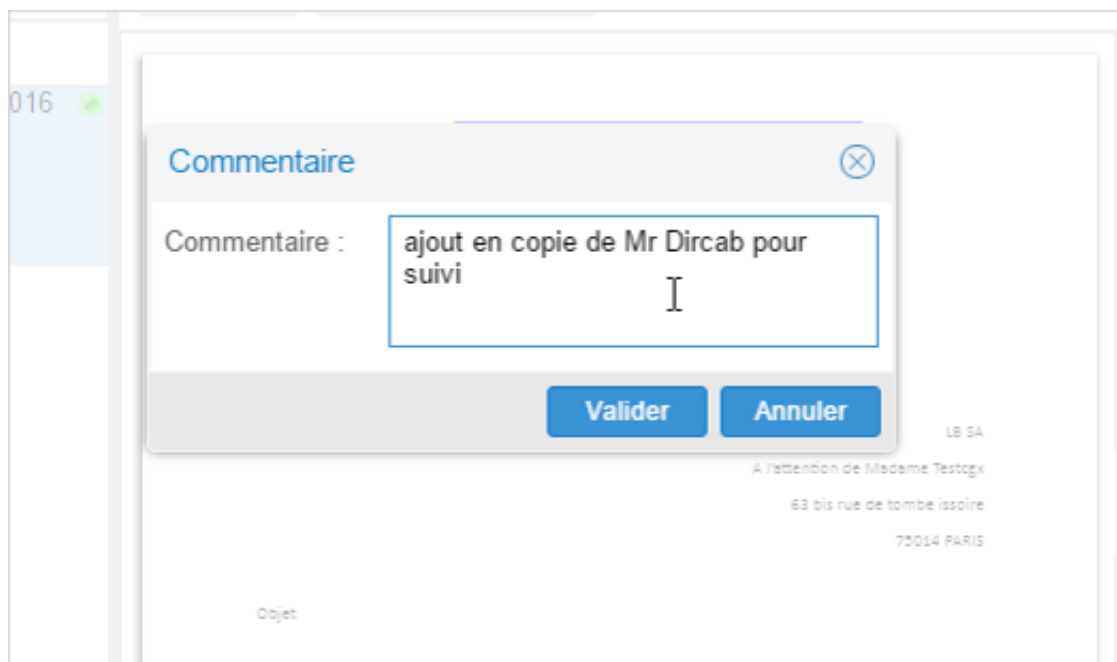 016
Commentaire
Commentaire :
ajout en copie de Mr Dircab pour
suivi
Valider
Annuler
LB SA
A l'attention de Madame Testcgx
63 bis rue de tombe issoire
75014 PARIS
Objet